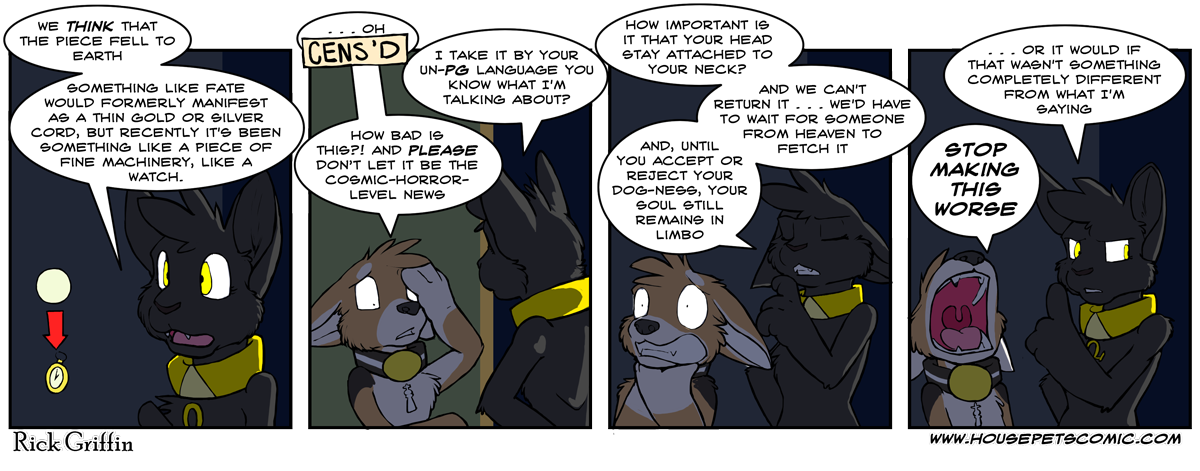 WE THINK THAT
THE PIECE FELL TO
EARTH
SOMETHING LIKE FATE
WOULD FORMERLY MANIFEST
AS A THIN GOLD OR SILVER
CORD, BUT RECENTLY IT'S BEEN
SOMETHING LIKE A PIECE OF
FINE MACHINERY, LIKE A
WATCH.
. . . OH
CENS'D
I TAKE IT BY YOUR
UN-PG LANGUAGE YOU
KNOW WHAT I'M
TALKING ABOUT?
HOW BAD IS
THIS?! AND PLEASE
DON'T LET IT BE THE
COSMIC-HORROR-
LEVEL NEWS
HOW IMPORTANT IS
IT THAT YOUR HEAD
STAY ATTACHED TO
YOUR NECK?
AND WE CAN'T
RETURN IT . . . WE'D HAVE
TO WAIT FOR SOMEONE
FROM HEAVEN TO
FETCH IT
AND, UNTIL
YOU ACCEPT OR
REJECT YOUR
DOG-NESS, YOUR
SOUL STILL
REMAINS IN
LIMBO
. . . OR IT WOULD IF
THAT WASN'T SOMETHING
COMPLETELY DIFFERENT
FROM WHAT I'M
SAYING
STOP
MAKING
THIS
WORSE
Rick Griffin
WWW.HOUSEPETSCOMIC.COM